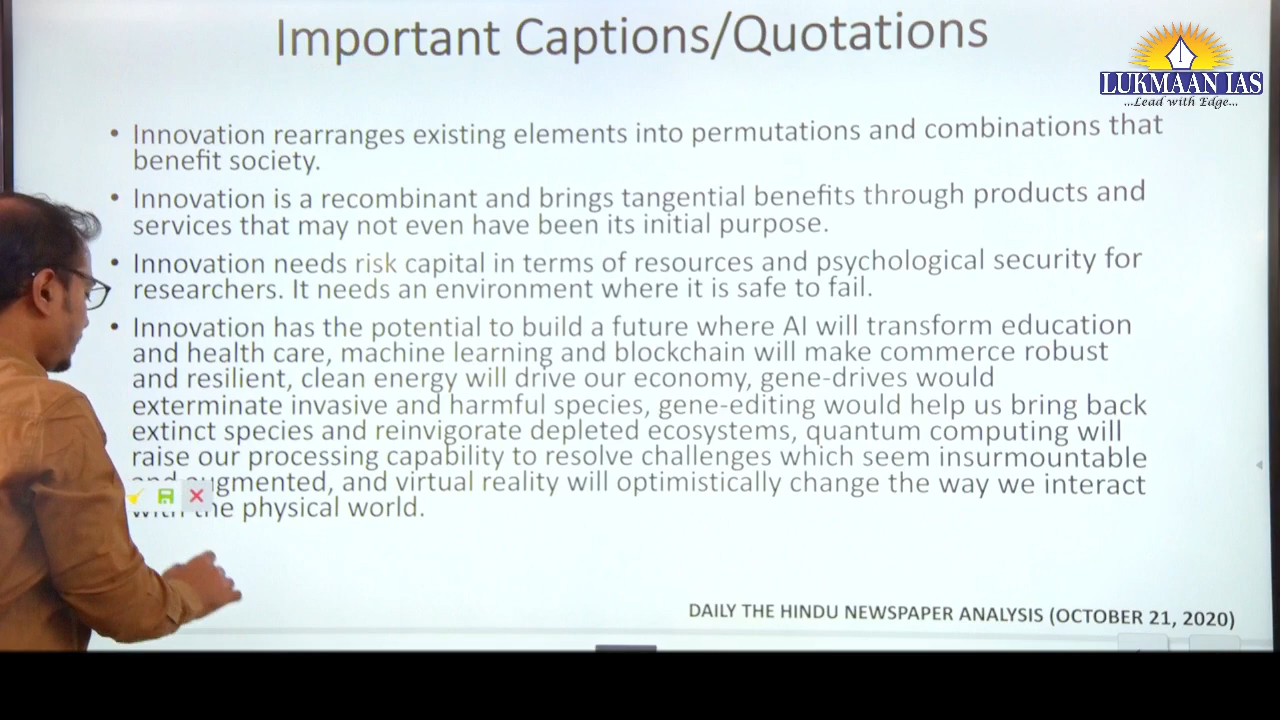 Important Captions/Quotations
LUKMAAN IAS
...Lead with Edge...
• Innovation rearranges existing elements into permutations and combinations that
benefit society.
• Innovation is a recombinant and brings tangential benefits through products and
services that may not even have been its initial purpose.
• Innovation needs risk capital in terms of resources and psychological security for
researchers. It needs an environment where it is safe to fail.
• Innovation has the potential to build a future where AI will transform education
and health care, machine learning and blockchain will make commerce robust
and resilient, clean energy will drive our economy, gene-drives would
exterminate invasive and harmful species, gene-editing would help us bring back
extinct species and reinvigorate depleted ecosystems, quantum computing will
raise our processing capability to resolve challenges which seem insurmountable
and augmented, and virtual reality will optimistically change the way we interact
with the physical world.
DAILY THE HINDU NEWSPAPER ANALYSIS (OCTOBER 21, 2020)